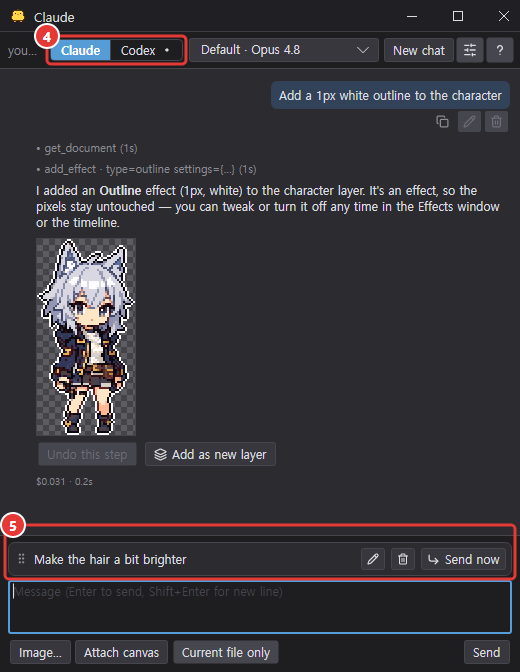 Claude
4
you...
Claude
Codex •
Default · Opus 4.8
New chat
?
Add a 1px white outline to the character
• get_document (1s)
• add_effect · type=outline settings={...} (1s)
I added an Outline effect (1px, white) to the character layer. It's an effect, so the
pixels stay untouched — you can tweak or turn it off any time in the Effects window
or the timeline.
Undo this step
Add as new layer
$0.031 · 0.2s
5
Make the hair a bit brighter
Send now
Message (Enter to send, Shift+Enter for new line)
Image...
Attach canvas
Current file only
Send